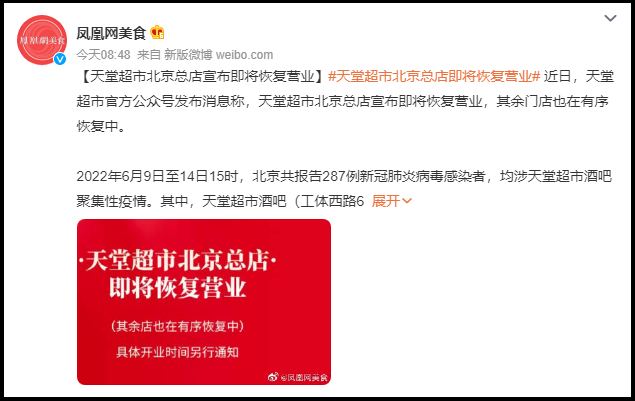 凤凰网美食
凤凰網美食
今天08:48 来自 新版微博 weibo.com
【天堂超市北京总店宣布即将恢复营业】#天堂超市北京总店即将恢复营业# 近日，天堂
超市官方公众号发布消息称，天堂超市北京总店宣布即将恢复营业，其余门店也在有序
恢复中。
2022年6月9日至14日15时，北京共报告287例新冠肺炎病毒感染者，均涉天堂超市酒吧
聚集性疫情。其中，天堂超市酒吧（工体西路6 展开
·天堂超市北京总店·
即将恢复营业
（其余店也在有序恢复中）
具体开业时间另行通知
@凤凰网美食